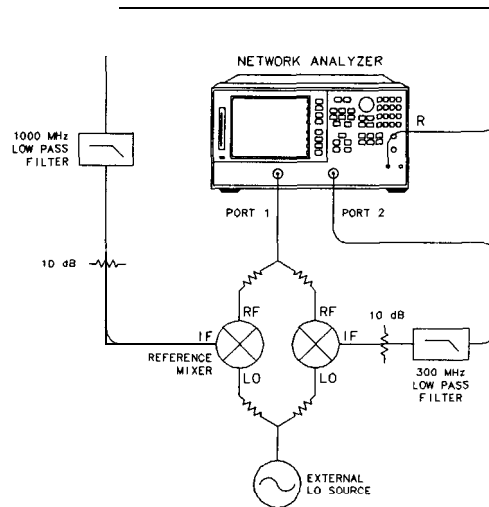 NETWORK ANALYZER
R
1000 MHz
LOW PASS
FILTER
PORT 1
PORT 2
10 dB
RF
RF
10 dB
IF
IF
REFERENCE
MIXER
LO
LO
300 MHz
LOW PASS
FILTER
EXTERNAL
LO SOURCE